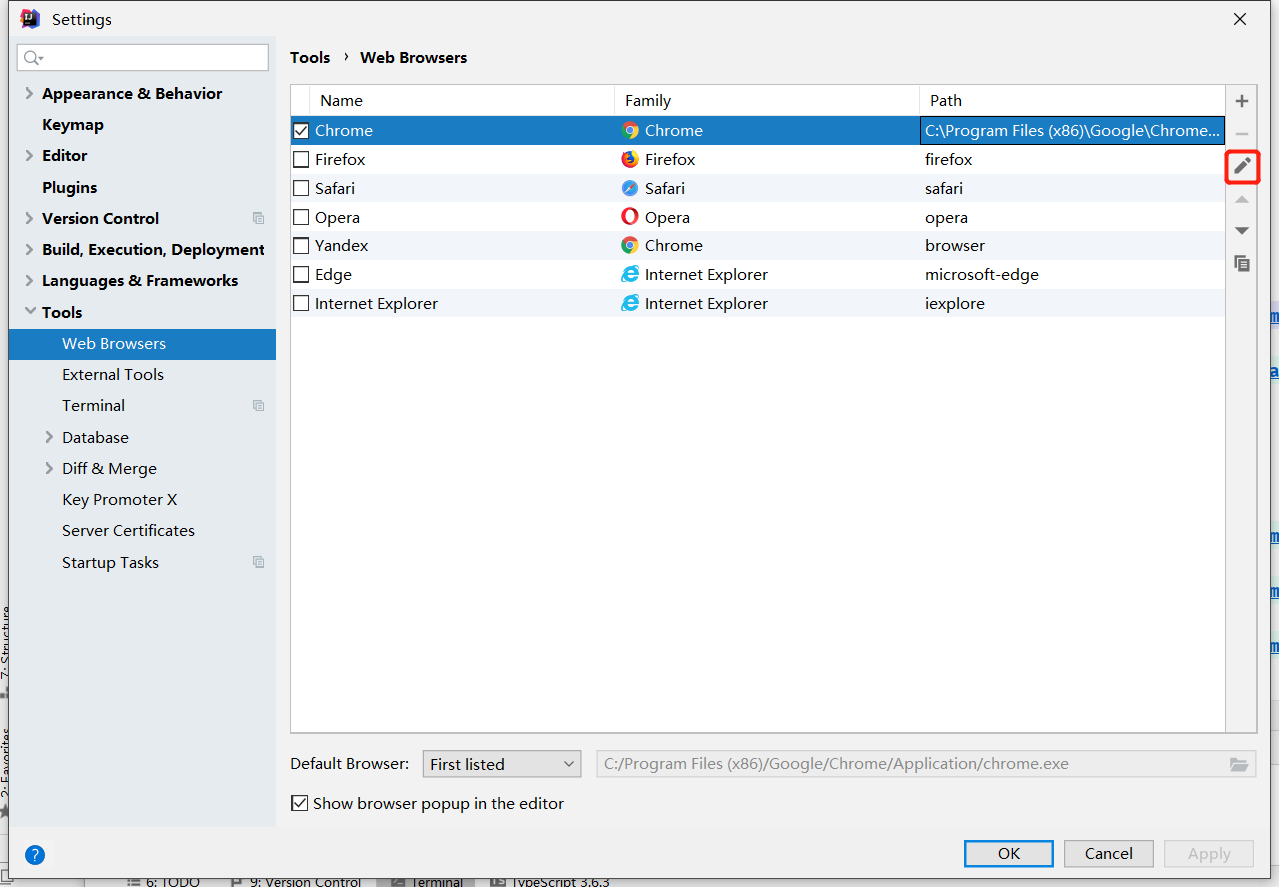 Settings
Tools › Web Browsers
Appearance & Behavior
Keymap
Editor
Plugins
Version Control
Build, Execution, Deployment
Languages & Frameworks
Tools
Web Browsers
External Tools
Terminal
Database
Diff & Merge
Key Promoter X
Server Certificates
Startup Tasks
Name Family Path
Chrome Chrome C:\Program Files (x86)\Google\Chrome...
Firefox Firefox firefox
Safari Safari safari
Opera Opera opera
Yandex Chrome browser
Edge Internet Explorer microsoft-edge
Internet Explorer Internet Explorer iexplore
Default Browser: First listed C:/Program Files (x86)/Google/Chrome/Application/chrome.exe
Show browser popup in the editor
? OK Cancel Apply
7: Structure
2: Favorites
6: TODO 9: Version Control Terminal TypeScript 3.6.3